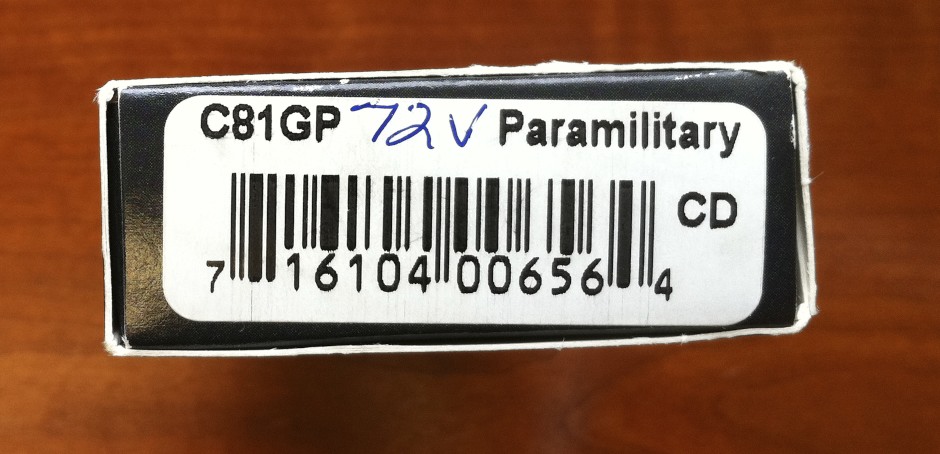 C81GP 72V Paramilitary
CD
7 16104 00656 4